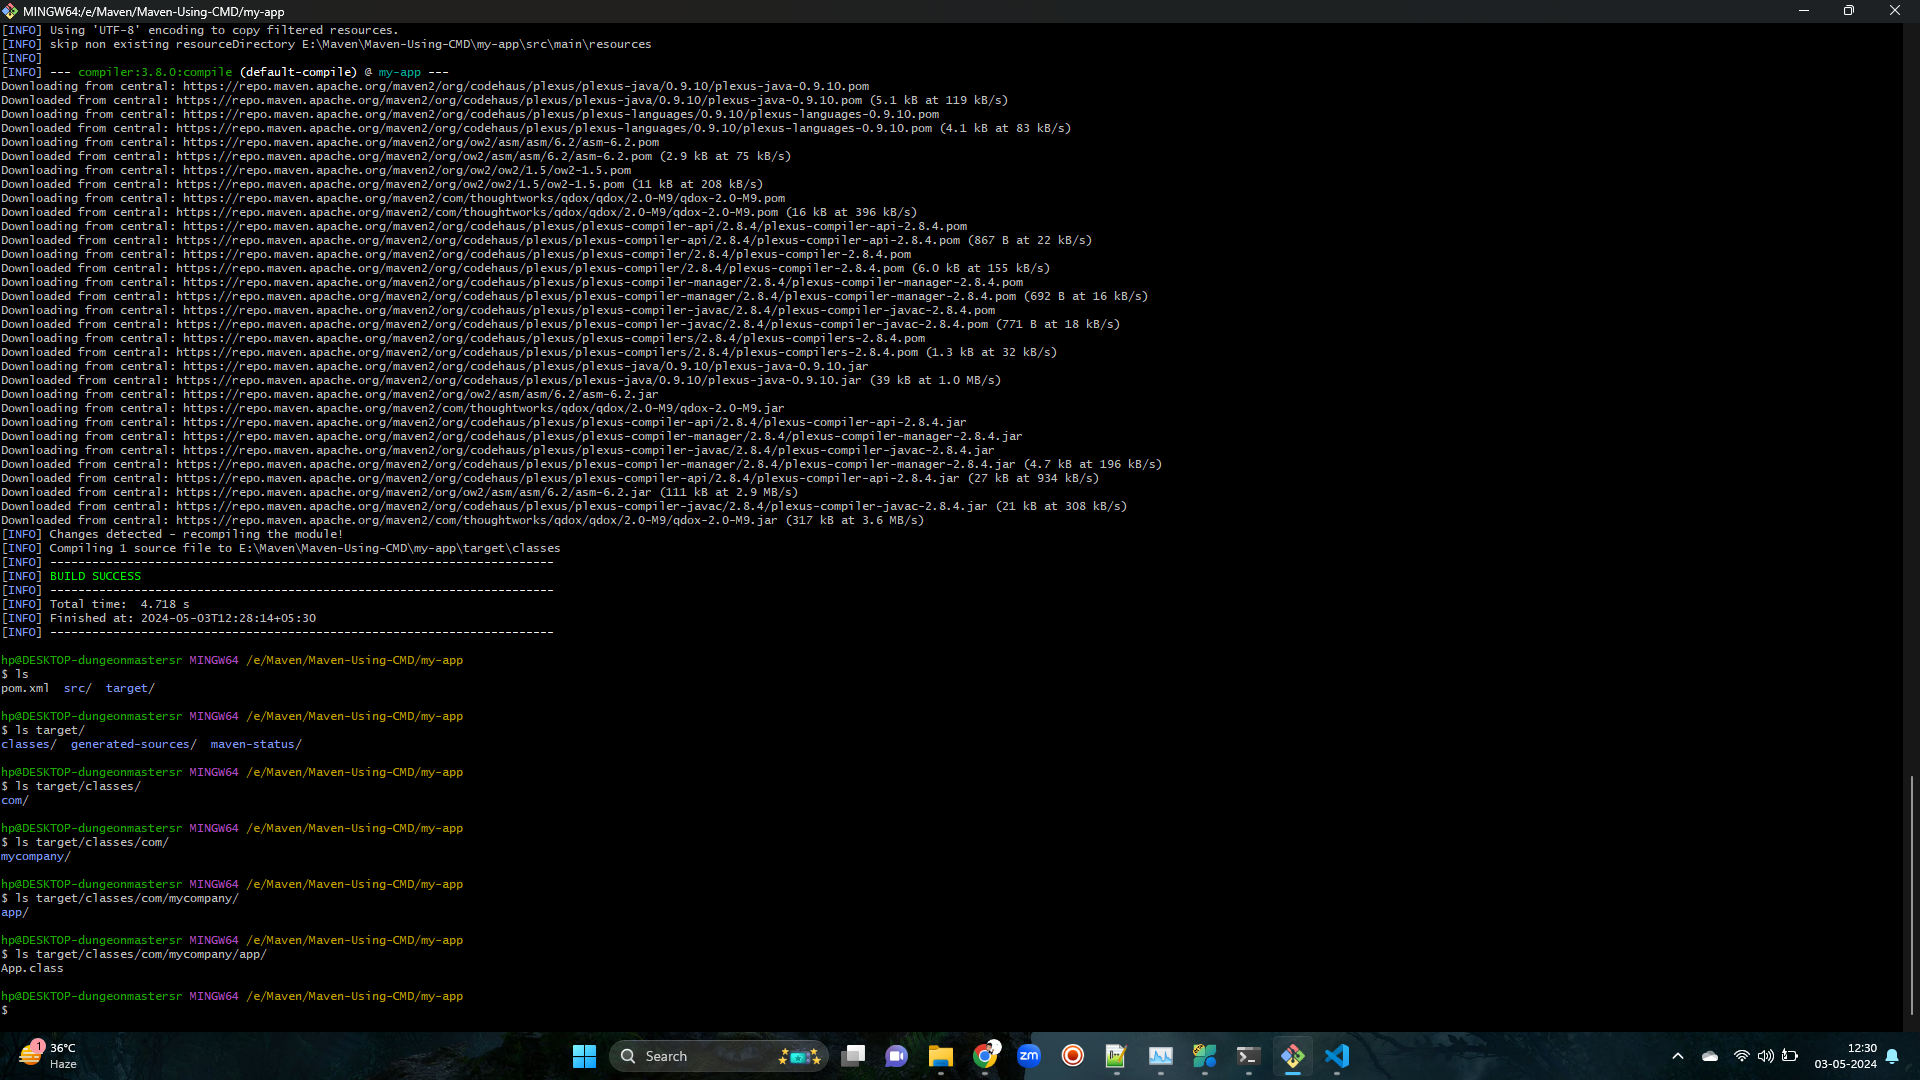 MINGW64:/e/Maven/Maven-Using-CMD/my-app
[INFO] Using 'UTF-8' encoding to copy filtered resources.
[INFO] skip non existing resourceDirectory E:\Maven\Maven-Using-CMD\my-app\src\main\resources
[INFO]
[INFO] --- compiler:3.8.0:compile (default-compile) @ my-app ---
Downloading from central: https://repo.maven.apache.org/maven2/org/codehaus/plexus/plexus-java/0.9.10/plexus-java-0.9.10.pom
Downloaded from central: https://repo.maven.apache.org/maven2/org/codehaus/plexus/plexus-java/0.9.10/plexus-java-0.9.10.pom (5.1 kB at 119 kB/s)
Downloading from central: https://repo.maven.apache.org/maven2/org/codehaus/plexus/plexus-languages/0.9.10/plexus-languages-0.9.10.pom
Downloaded from central: https://repo.maven.apache.org/maven2/org/codehaus/plexus/plexus-languages/0.9.10/plexus-languages-0.9.10.pom (4.1 kB at 83 kB/s)
Downloading from central: https://repo.maven.apache.org/maven2/org/ow2/asm/asm/6.2/asm-6.2.pom
Downloaded from central: https://repo.maven.apache.org/maven2/org/ow2/asm/asm/6.2/asm-6.2.pom (2.9 kB at 75 kB/s)
Downloading from central: https://repo.maven.apache.org/maven2/org/ow2/ow2/1.5/ow2-1.5.pom
Downloaded from central: https://repo.maven.apache.org/maven2/org/ow2/ow2/1.5/ow2-1.5.pom (11 kB at 208 kB/s)
Downloading from central: https://repo.maven.apache.org/maven2/com/thoughtworks/qdox/qdox/2.0-M9/qdox-2.0-M9.pom
Downloaded from central: https://repo.maven.apache.org/maven2/com/thoughtworks/qdox/qdox/2.0-M9/qdox-2.0-M9.pom (16 kB at 396 kB/s)
Downloading from central: https://repo.maven.apache.org/maven2/org/codehaus/plexus/plexus-compiler-api/2.8.4/plexus-compiler-api-2.8.4.pom
Downloaded from central: https://repo.maven.apache.org/maven2/org/codehaus/plexus/plexus-compiler-api/2.8.4/plexus-compiler-api-2.8.4.pom (867 B at 22 kB/s)
Downloading from central: https://repo.maven.apache.org/maven2/org/codehaus/plexus/plexus-compiler/2.8.4/plexus-compiler-2.8.4.pom
Downloaded from central: https://repo.maven.apache.org/maven2/org/codehaus/plexus/plexus-compiler/2.8.4/plexus-compiler-2.8.4.pom (6.0 kB at 155 kB/s)
Downloading from central: https://repo.maven.apache.org/maven2/org/codehaus/plexus/plexus-compiler-manager/2.8.4/plexus-compiler-manager-2.8.4.pom
Downloaded from central: https://repo.maven.apache.org/maven2/org/codehaus/plexus/plexus-compiler-manager/2.8.4/plexus-compiler-manager-2.8.4.pom (692 B at 16 kB/s)
Downloading from central: https://repo.maven.apache.org/maven2/org/codehaus/plexus/plexus-compiler-javac/2.8.4/plexus-compiler-javac-2.8.4.pom
Downloaded from central: https://repo.maven.apache.org/maven2/org/codehaus/plexus/plexus-compiler-javac/2.8.4/plexus-compiler-javac-2.8.4.pom (771 B at 18 kB/s)
Downloading from central: https://repo.maven.apache.org/maven2/org/codehaus/plexus/plexus-compilers/2.8.4/plexus-compilers-2.8.4.pom
Downloaded from central: https://repo.maven.apache.org/maven2/org/codehaus/plexus/plexus-compilers/2.8.4/plexus-compilers-2.8.4.pom (1.3 kB at 32 kB/s)
Downloading from central: https://repo.maven.apache.org/maven2/org/codehaus/plexus/plexus-java/0.9.10/plexus-java-0.9.10.jar
Downloaded from central: https://repo.maven.apache.org/maven2/org/codehaus/plexus/plexus-java/0.9.10/plexus-java-0.9.10.jar (39 kB at 1.0 MB/s)
Downloading from central: https://repo.maven.apache.org/maven2/org/ow2/asm/asm/6.2/asm-6.2.jar
Downloading from central: https://repo.maven.apache.org/maven2/com/thoughtworks/qdox/qdox/2.0-M9/qdox-2.0-M9.jar
Downloading from central: https://repo.maven.apache.org/maven2/org/codehaus/plexus/plexus-compiler-api/2.8.4/plexus-compiler-api-2.8.4.jar
Downloading from central: https://repo.maven.apache.org/maven2/org/codehaus/plexus/plexus-compiler-manager/2.8.4/plexus-compiler-manager-2.8.4.jar
Downloading from central: https://repo.maven.apache.org/maven2/org/codehaus/plexus/plexus-compiler-javac/2.8.4/plexus-compiler-javac-2.8.4.jar
Downloaded from central: https://repo.maven.apache.org/maven2/org/codehaus/plexus/plexus-compiler-manager/2.8.4/plexus-compiler-manager-2.8.4.jar (4.7 kB at 196 kB/s)
Downloaded from central: https://repo.maven.apache.org/maven2/org/codehaus/plexus/plexus-compiler-api/2.8.4/plexus-compiler-api-2.8.4.jar (27 kB at 934 kB/s)
Downloaded from central: https://repo.maven.apache.org/maven2/org/ow2/asm/asm/6.2/asm-6.2.jar (111 kB at 2.9 MB/s)
Downloaded from central: https://repo.maven.apache.org/maven2/org/codehaus/plexus/plexus-compiler-javac/2.8.4/plexus-compiler-javac-2.8.4.jar (21 kB at 308 kB/s)
Downloaded from central: https://repo.maven.apache.org/maven2/com/thoughtworks/qdox/qdox/2.0-M9/qdox-2.0-M9.jar (317 kB at 3.6 MB/s)
[INFO] Changes detected - recompiling the module!
[INFO] Compiling 1 source file to E:\Maven\Maven-Using-CMD\my-app\target\classes
[INFO] ------------------------------------------------------------------------
[INFO] BUILD SUCCESS
[INFO] ------------------------------------------------------------------------
[INFO] Total time:  4.718 s
[INFO] Finished at: 2024-05-03T12:28:14+05:30
[INFO] ------------------------------------------------------------------------
hp@DESKTOP-dungeonmastersr MINGW64 /e/Maven/Maven-Using-CMD/my-app
$ ls
pom.xml  src/  target/
hp@DESKTOP-dungeonmastersr MINGW64 /e/Maven/Maven-Using-CMD/my-app
$ ls target/
classes/  generated-sources/  maven-status/
hp@DESKTOP-dungeonmastersr MINGW64 /e/Maven/Maven-Using-CMD/my-app
$ ls target/classes/
com/
hp@DESKTOP-dungeonmastersr MINGW64 /e/Maven/Maven-Using-CMD/my-app
$ ls target/classes/com/
mycompany/
hp@DESKTOP-dungeonmastersr MINGW64 /e/Maven/Maven-Using-CMD/my-app
$ ls target/classes/com/mycompany/
app/
hp@DESKTOP-dungeonmastersr MINGW64 /e/Maven/Maven-Using-CMD/my-app
$ ls target/classes/com/mycompany/app/
App.class
hp@DESKTOP-dungeonmastersr MINGW64 /e/Maven/Maven-Using-CMD/my-app
$
1
36°C
Haze
Search
zm
12:30
03-05-2024